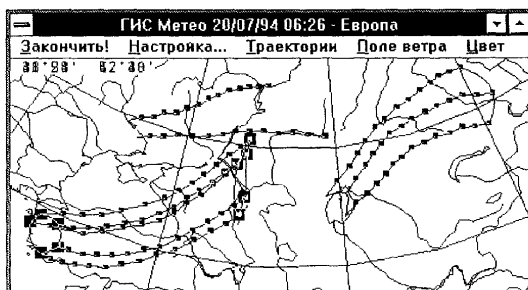 ГИС Метео 20/07/94 06:26 - Европа
Закончить! Настройка... Траектории Поле ветра Цвет